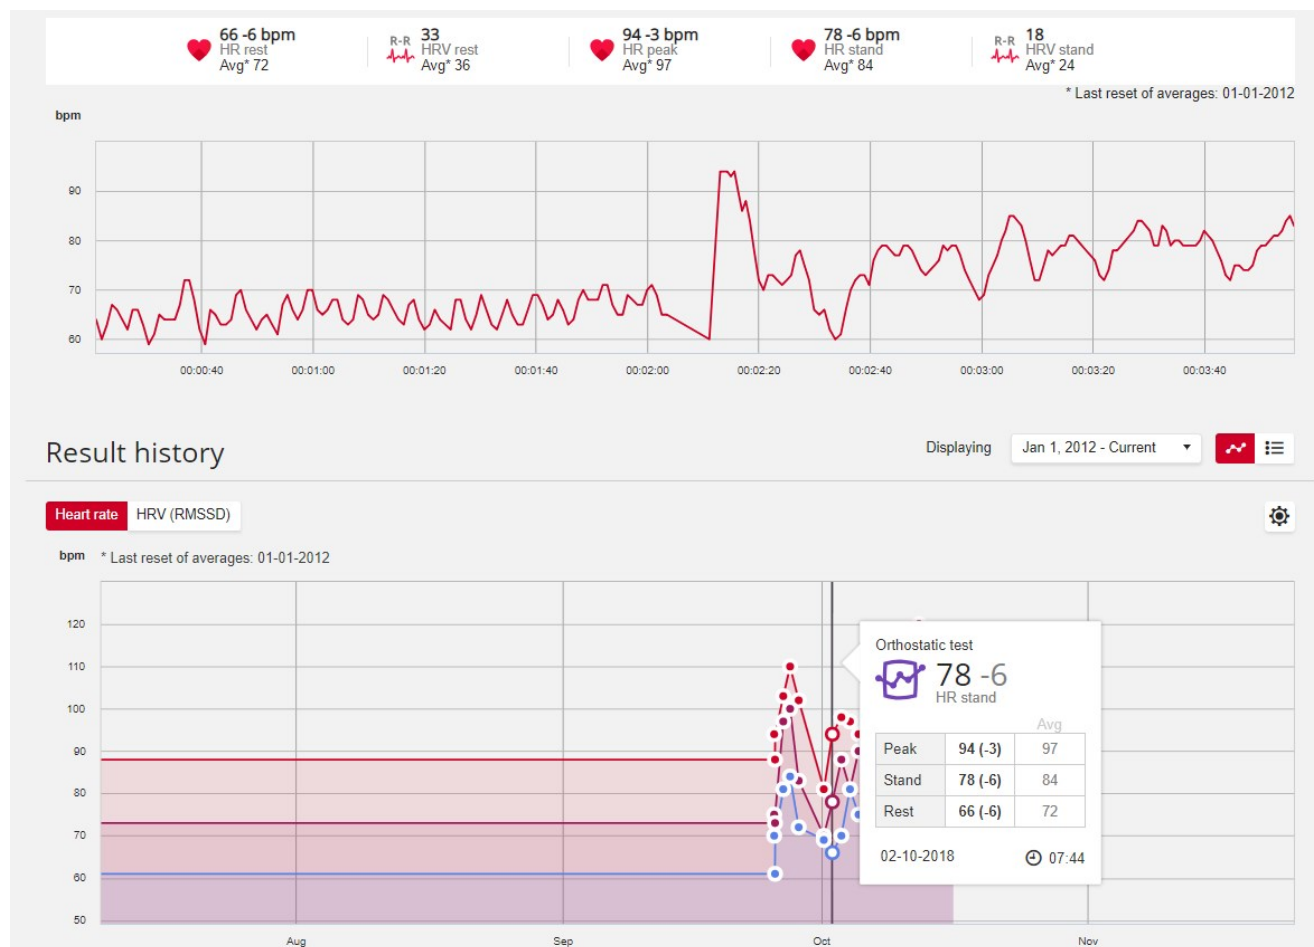 66 -6 bpm
HR rest
Avg* 72
R-R 33
HRV rest
Avg* 36
94 -3 bpm
HR peak
Avg* 97
78 -6 bpm
HR stand
Avg* 84
R-R 18
HRV stand
Avg* 24
* Last reset of averages: 01-01-2012
bpm
90
80
70
60
00:00:40 00:01:00 00:01:20 00:01:40 00:02:00 00:02:20 00:02:40 00:03:00 00:03:20 00:03:40
Result history
Displaying Jan 1, 2012 - Current
Heart rate HRV (RMSSD)
bpm * Last reset of averages: 01-01-2012
120
110
100
90
80
70
60
50
Aug Sep Oct Nov
Orthostatic test
78 -6
HR stand
Avg
Peak 94 (-3) 97
Stand 78 (-6) 84
Rest 66 (-6) 72
02-10-2018 07:44